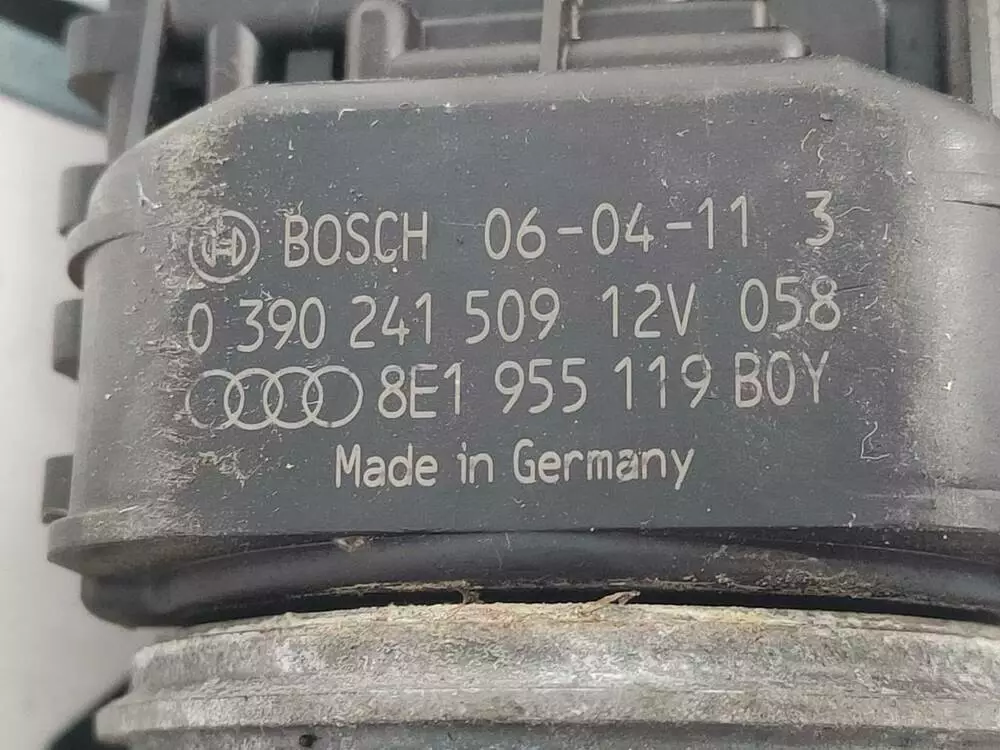 BOSCH 06-04-11 3
0 390 241 509 12V 058
8E1 955 119 BOY
Made in Germany